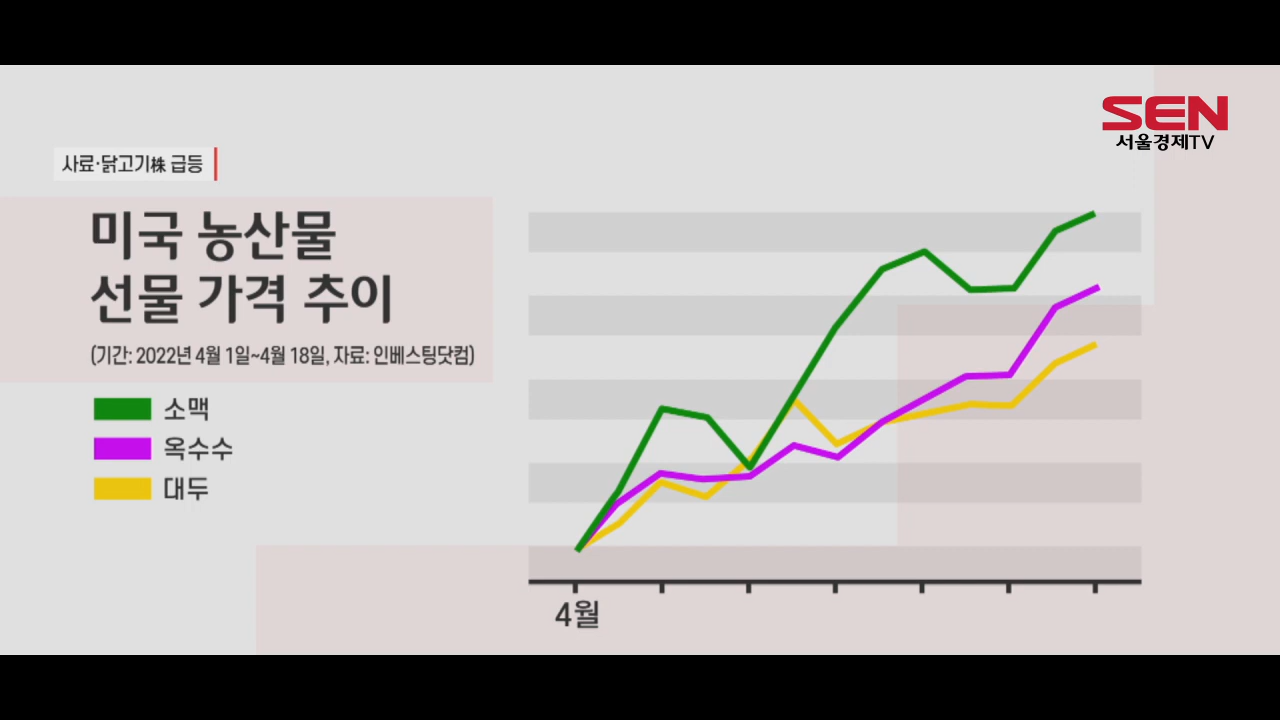 SEN
서울경제TV
사료·닭고기株 급등
미국 농산물
선물 가격 추이
(기간: 2022년 4월 1일~4월 18일, 자료: 인베스팅닷컴)
소맥
옥수수
대두
4월